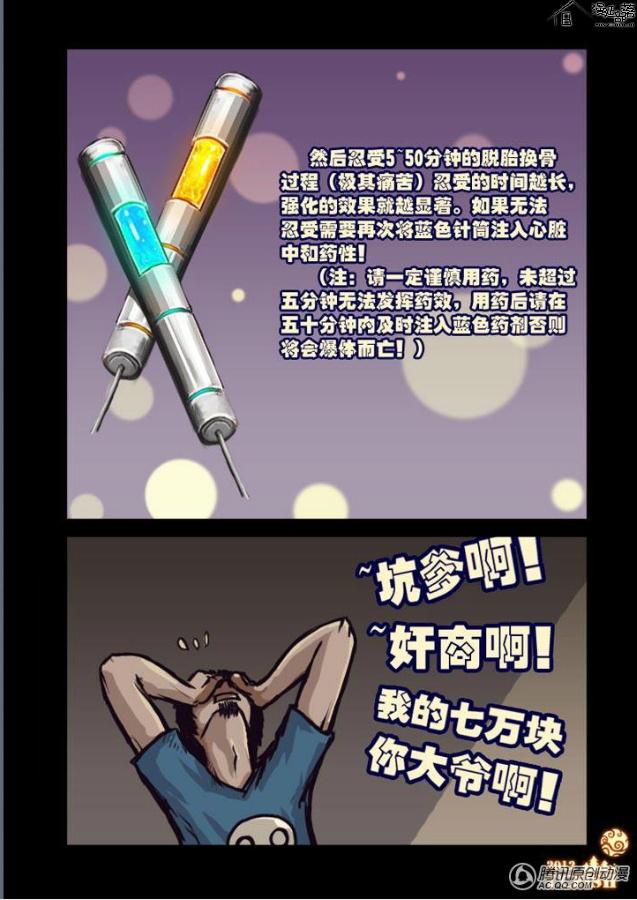 漫山部落
然后忍受5~50分钟的脱胎换骨
过程（极其痛苦）忍受的时间越长，
强化的效果就越显著。如果无法
忍受需要再次将蓝色针筒注入心脏
中和药性！
（注：请一定谨慎用药，未超过
五分钟无法发挥药效，用药后请在
五十分钟内及时注入蓝色药剂否则
将会爆体而亡！）
~坑爹啊！
~奸商啊！
我的七万块
你大爷啊！
2012
腾讯原创动漫
AC.QQ.COM